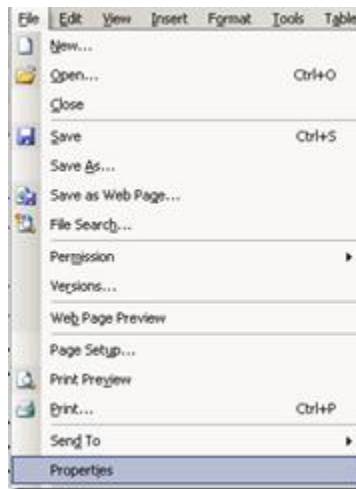 File Edit View Insert Format Tools Table
New...
Open... Ctrl+O
Close
Save Ctrl+S
Save As...
Save as Web Page...
File Search...
Permission
Versions...
Web Page Preview
Page Setup...
Print Preview
Print... Ctrl+P
Send To
Properties